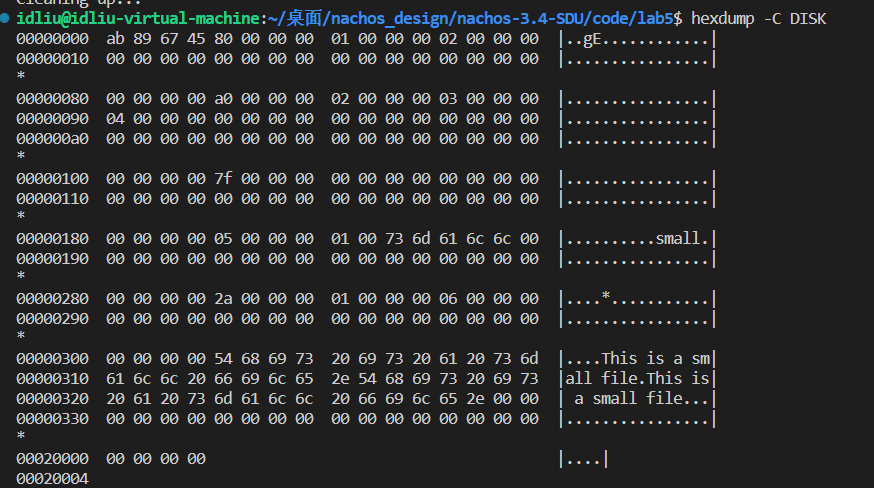 Cleaning up...
idliu@idliu-virtual-machine:~/桌面/nachos_design/nachos-3.4-SDU/code/lab5$ hexdump -C DISK
00000000  ab 89 67 45 80 00 00 00  01 00 00 00 02 00 00 00  |..gE............|
00000010  00 00 00 00 00 00 00 00  00 00 00 00 00 00 00 00  |................|
*
00000080  00 00 00 00 a0 00 00 00  02 00 00 00 03 00 00 00  |................|
00000090  04 00 00 00 00 00 00 00  00 00 00 00 00 00 00 00  |................|
000000a0  00 00 00 00 00 00 00 00  00 00 00 00 00 00 00 00  |................|
*
00000100  00 00 00 00 7f 00 00 00  00 00 00 00 00 00 00 00  |................|
00000110  00 00 00 00 00 00 00 00  00 00 00 00 00 00 00 00  |................|
*
00000180  00 00 00 00 05 00 00 00  01 00 73 6d 61 6c 6c 00  |..........small.|
00000190  00 00 00 00 00 00 00 00  00 00 00 00 00 00 00 00  |................|
*
00000280  00 00 00 00 2a 00 00 00  01 00 00 00 06 00 00 00  |....*...........|
00000290  00 00 00 00 00 00 00 00  00 00 00 00 00 00 00 00  |................|
*
00000300  00 00 00 00 54 68 69 73  20 69 73 20 61 20 73 6d  |....This is a sm|
00000310  61 6c 6c 20 66 69 6c 65  2e 54 68 69 73 20 69 73  |all file.This is|
00000320  20 61 20 73 6d 61 6c 6c  20 66 69 6c 65 2e 00 00  | a small file...|
00000330  00 00 00 00 00 00 00 00  00 00 00 00 00 00 00 00  |................|
*
00020000  00 00 00 00                                       |....|
00020004